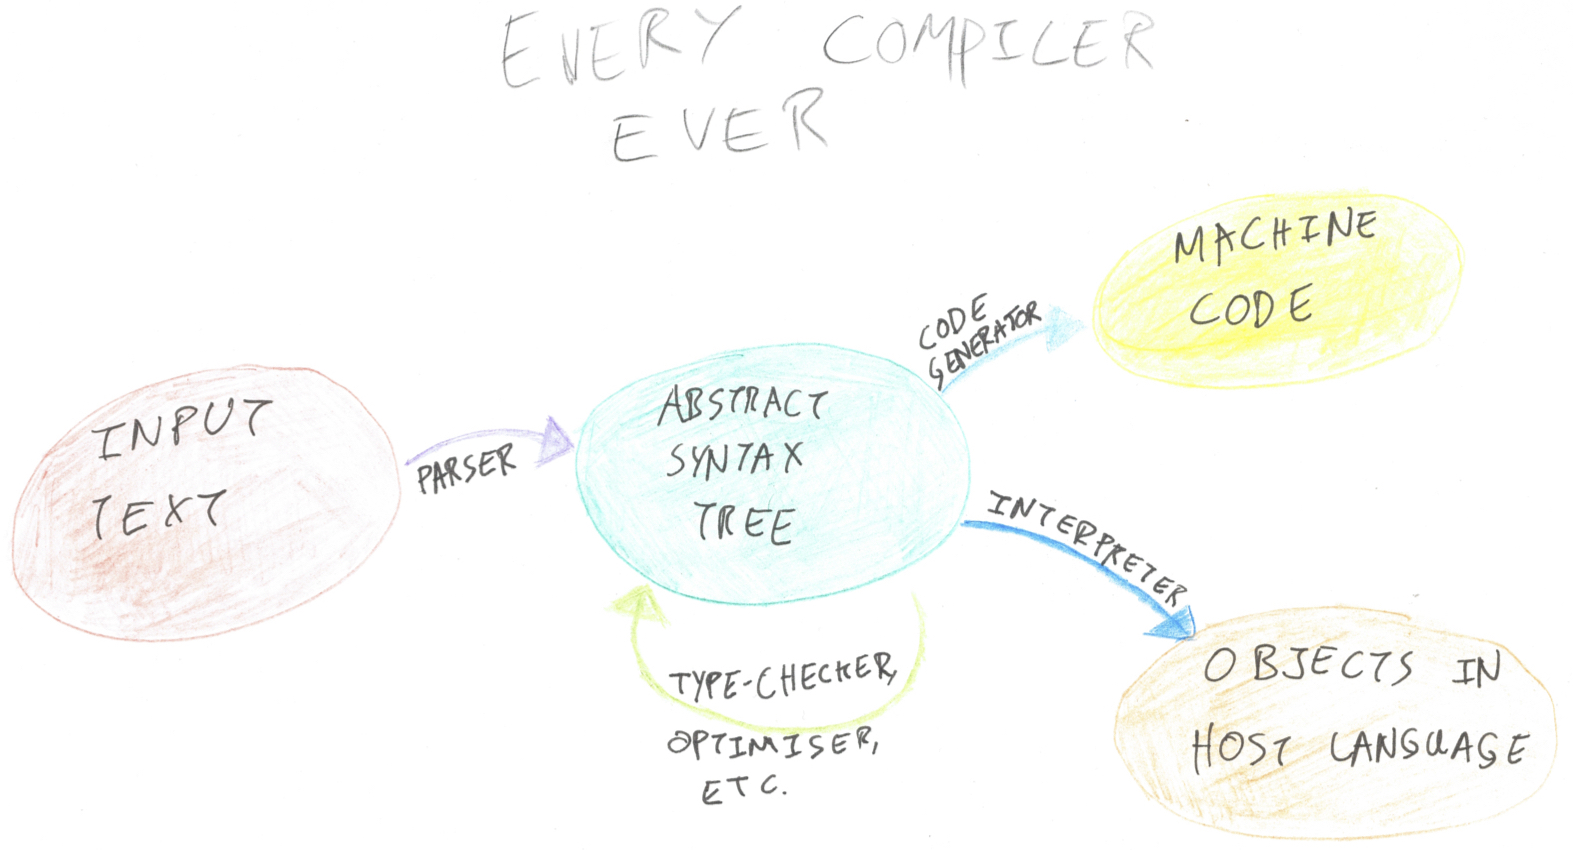 EVERY COMPILER
EVER
MACHINE
CODE
CODE
GENERATOR
INPUT
TEXT
PARSER
ABSTRACT
SYNTAX
TREE
INTERPRETER
TYPE-CHECKER,
OPTIMISER,
ETC.
OBJECTS IN
HOST LANGUAGE